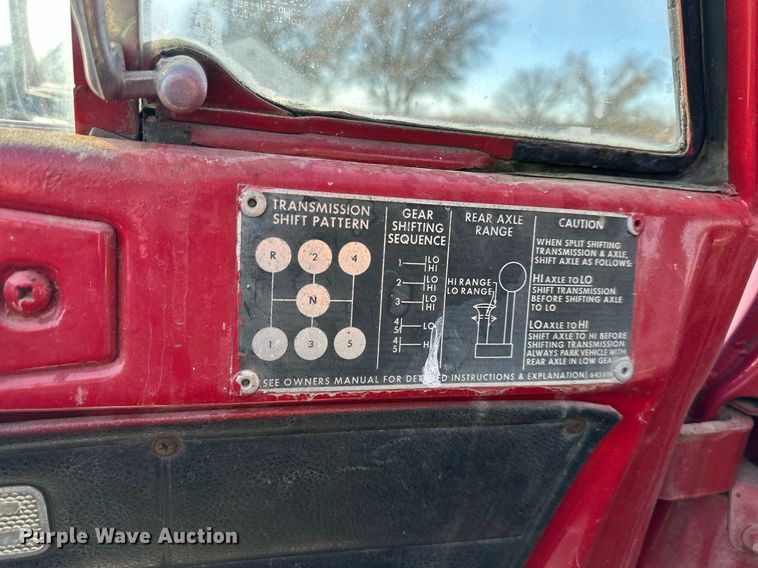 TRANSMISSION
SHIFT PATTERN
R 2 4
N
1 3 5
GEAR
SHIFTING
SEQUENCE
1 LO
HI
2 LO
HI
3 LO
HI
4
5 LO
4
5 HI
REAR AXLE
RANGE
HI RANGE
LO RANGE
CAUTION
WHEN SPLIT SHIFTING
TRANSMISSION & AXLE,
SHIFT AXLE AS FOLLOWS:
HI AXLE TO LO
SHIFT TRANSMISSION
BEFORE SHIFTING AXLE
TO LO
LO AXLE TO HI
SHIFT AXLE TO HI BEFORE
SHIFTING TRANSMISSION
ALWAYS PARK VEHICLE WITH
REAR AXLE IN LOW GEAR
SEE OWNERS MANUAL FOR DETAILED INSTRUCTIONS & EXPLANATION)
Purple Wave Auction